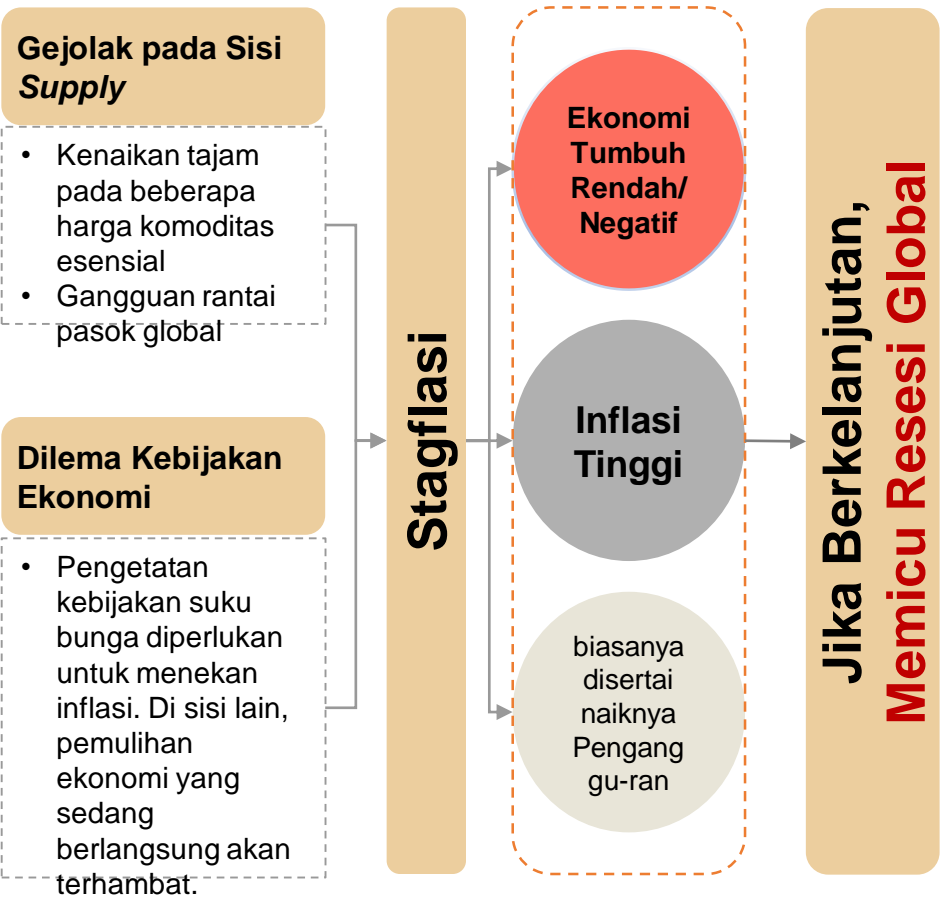 Gejolak pada Sisi
Supply
• Kenaikan tajam
pada beberapa
harga komoditas
esensial
• Gangguan rantai
pasok global
Dilema Kebijakan
Ekonomi
• Pengetatan
kebijakan suku
bunga diperlukan
untuk menekan
inflasi. Di sisi lain,
pemulihan
ekonomi yang
sedang
berlangsung akan
terhambat.
Stagflasi
Ekonomi
Tumbuh
Rendah/
Negatif
Inflasi
Tinggi
biasanya
disertai
naiknya
Pengang
gu-ran
Jika Berkelanjutan,
Memicu Resesi Global